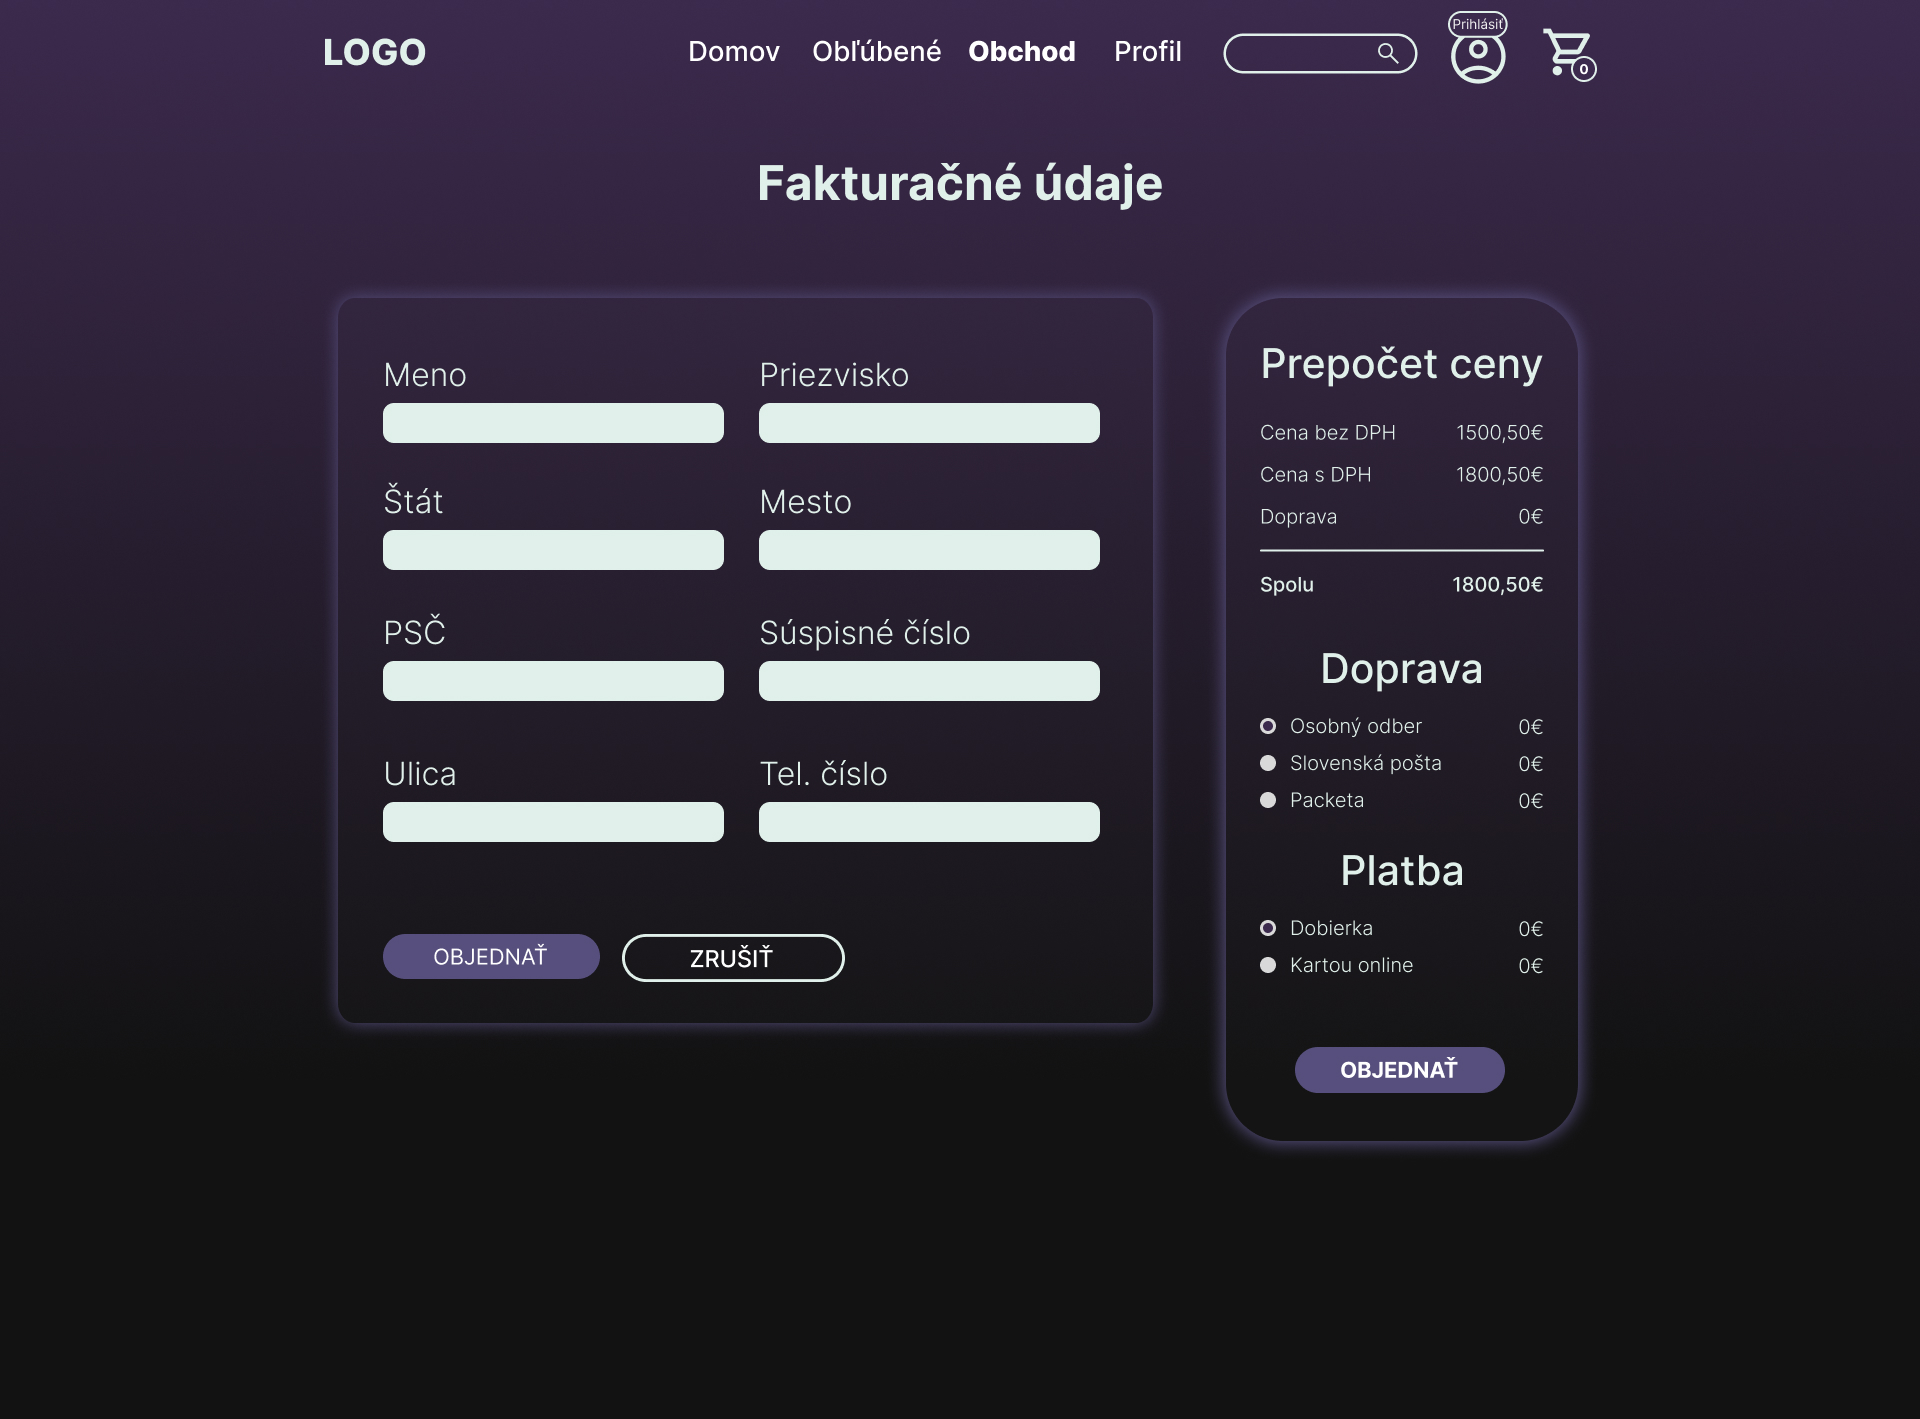 LOGO
Domov
Obľúbené
Obchod
Profil
Prihlásiť
0
Fakturačné údaje
Meno
Priezvisko
Štát
Mesto
PSČ
Súspisné číslo
Ulica
Tel. číslo
OBJEDNAŤ
ZRUŠIŤ
Prepočet ceny
Cena bez DPH 1500,50€
Cena s DPH 1800,50€
Doprava 0€
Spolu 1800,50€
Doprava
Osobný odber 0€
Slovenská pošta 0€
Packeta 0€
Platba
Dobierka 0€
Kartou online 0€
OBJEDNAŤ